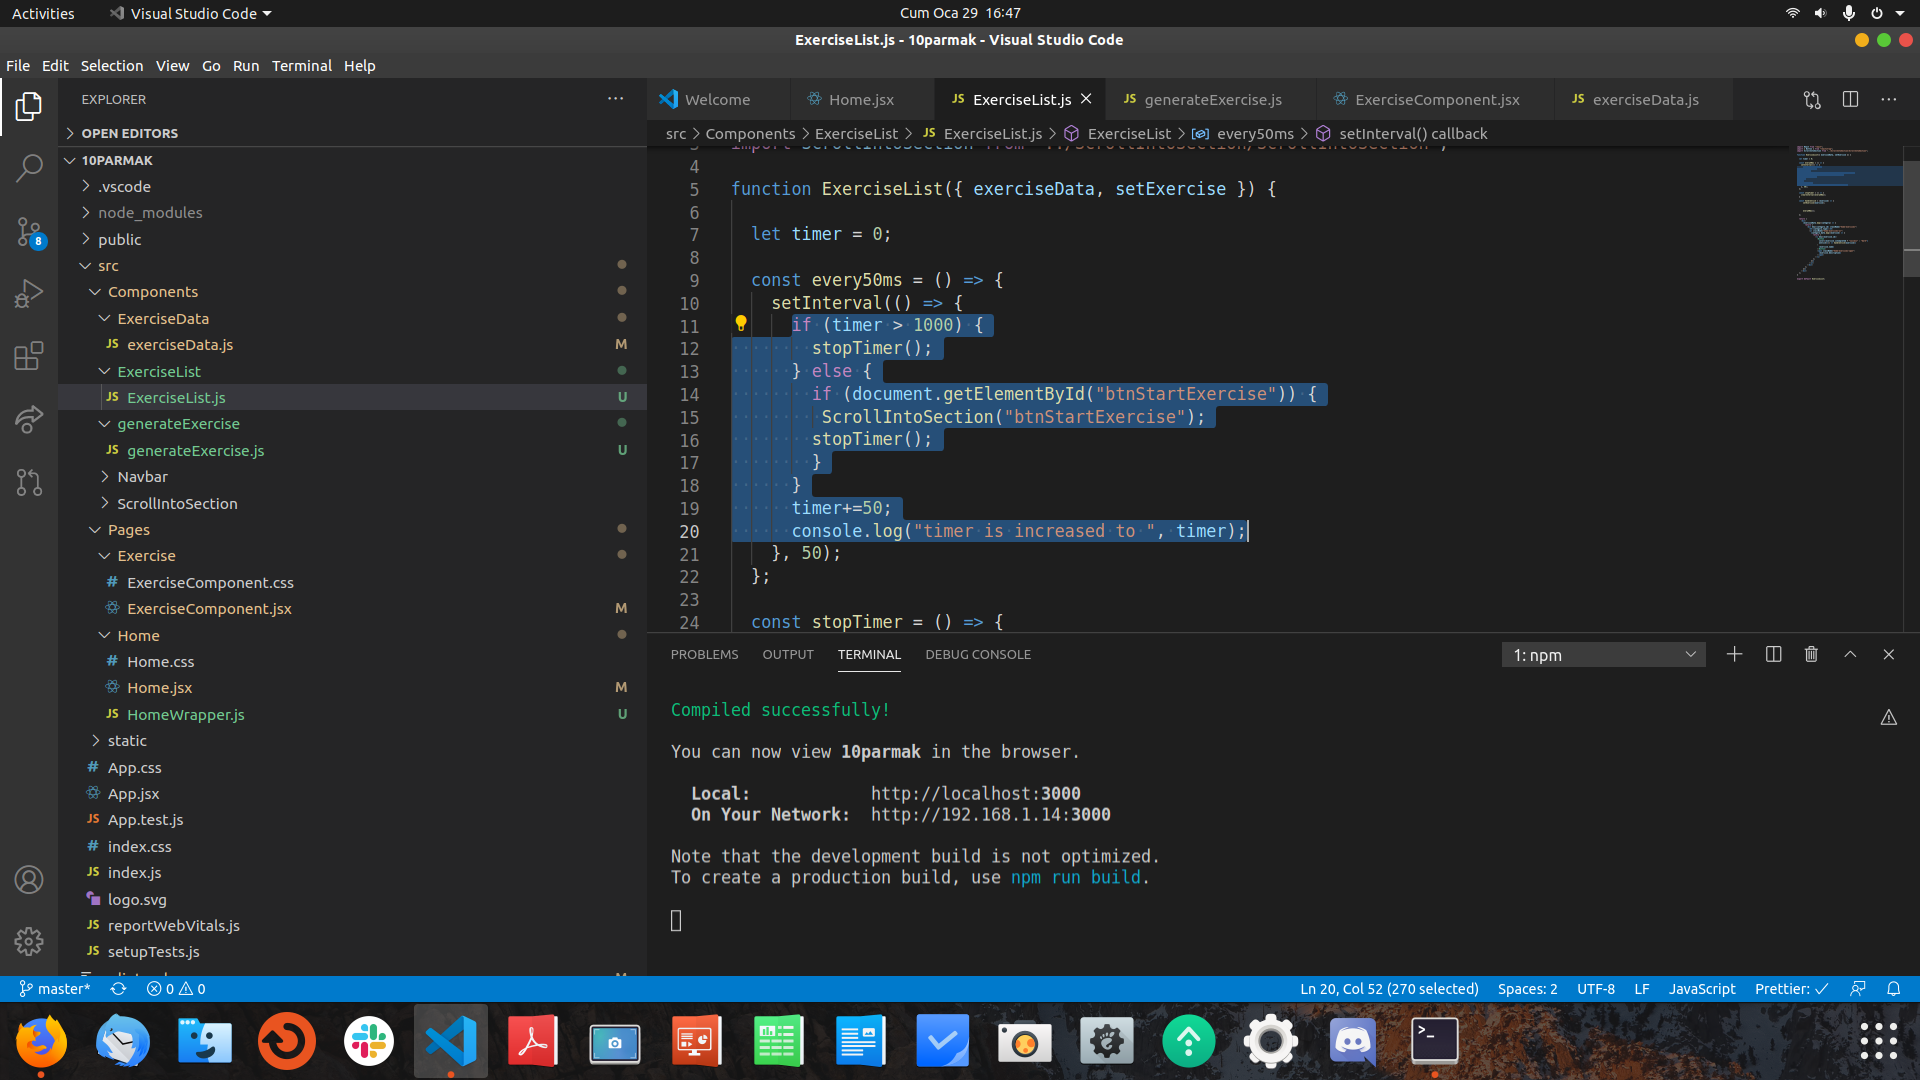 Activities
Visual Studio Code
Cum Oca 29 16:47
ExerciseList.js - 10parmak - Visual Studio Code
File Edit Selection View Go Run Terminal Help
EXPLORER
OPEN EDITORS
10PARMAK
.vscode
node_modules
public
src
Components
ExerciseData
JS exerciseData.js M
ExerciseList
JS ExerciseList.js U
generateExercise
JS generateExercise.js U
Navbar
ScrollIntoSection
Pages
Exercise
# ExerciseComponent.css
ExerciseComponent.jsx M
Home
# Home.css
Home.jsx M
JS HomeWrapper.js U
static
# App.css
App.jsx
JS App.test.js
# index.css
JS index.js
logo.svg
JS reportWebVitals.js
JS setupTests.js
8
Welcome
Home.jsx
JS ExerciseList.js
JS generateExercise.js
ExerciseComponent.jsx
JS exerciseData.js
src > Components > ExerciseList > JS ExerciseList.js > ExerciseList > every50ms > setInterval() callback
3 import ScrollIntoSection from "../ScrollIntoSection/ScrollIntoSection";
4
5 function ExerciseList({ exerciseData, setExercise }) {
6
7 let timer = 0;
8
9 const every50ms = () => {
10 setInterval(() => {
11 if (timer > 1000) {
12 stopTimer();
13 } else {
14 if (document.getElementById("btnStartExercise")) {
15 ScrollIntoSection("btnStartExercise");
16 stopTimer();
17 }
18 }
19 timer+=50;
20 console.log("timer is increased to ", timer);
21 }, 50);
22 };
23
24 const stopTimer = () => {
PROBLEMS OUTPUT TERMINAL DEBUG CONSOLE
1: npm
Compiled successfully!
You can now view 10parmak in the browser.
Local: http://localhost:3000
On Your Network: http://192.168.1.14:3000
Note that the development build is not optimized.
To create a production build, use npm run build.
master* 0 0
Ln 20, Col 52 (270 selected) Spaces: 2 UTF-8 LF JavaScript Prettier: ✓
>_